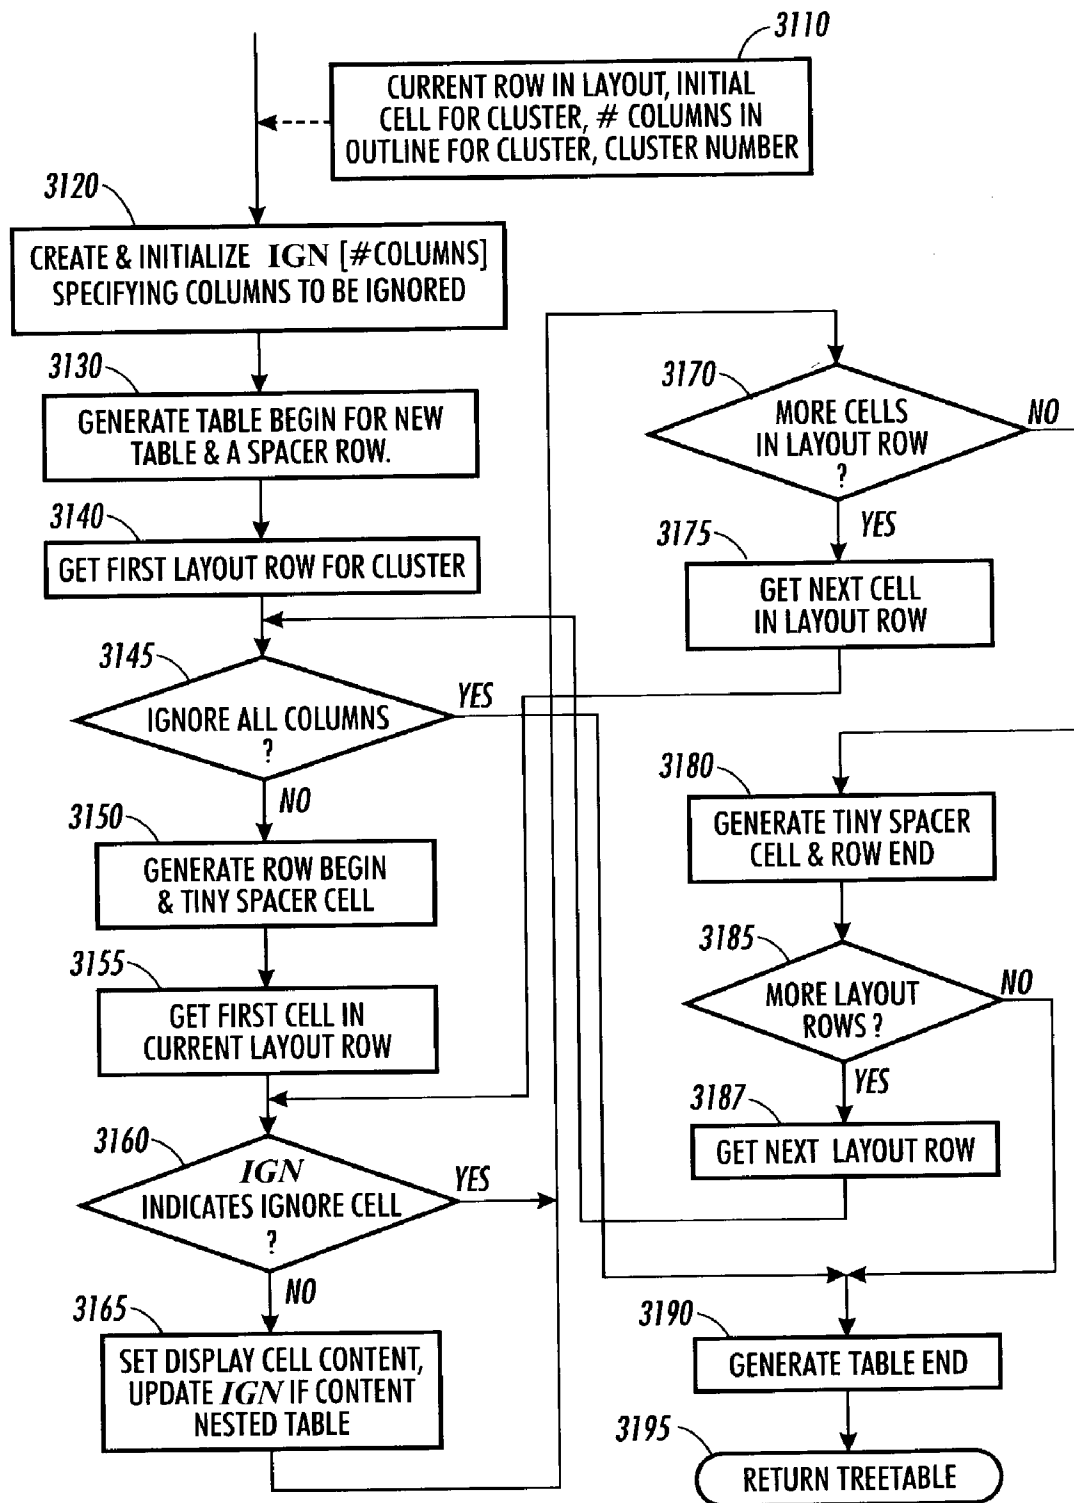 3110
CURRENT ROW IN LAYOUT, INITIAL
CELL FOR CLUSTER, # COLUMNS IN
OUTLINE FOR CLUSTER, CLUSTER NUMBER
3120
CREATE & INITIALIZE IGN [#COLUMNS]
SPECIFYING COLUMNS TO BE IGNORED
3130
GENERATE TABLE BEGIN FOR NEW
TABLE & A SPACER ROW.
3140
GET FIRST LAYOUT ROW FOR CLUSTER
3145
IGNORE ALL COLUMNS
?
YES
NO
3150
GENERATE ROW BEGIN
& TINY SPACER CELL
3155
GET FIRST CELL IN
CURRENT LAYOUT ROW
3160
IGN
INDICATES IGNORE CELL
?
YES
NO
3165
SET DISPLAY CELL CONTENT,
UPDATE IGN IF CONTENT
NESTED TABLE
3170
MORE CELLS
IN LAYOUT ROW
?
NO
YES
3175
GET NEXT CELL
IN LAYOUT ROW
3180
GENERATE TINY SPACER
CELL & ROW END
3185
MORE LAYOUT
ROWS ?
NO
YES
3187
GET NEXT LAYOUT ROW
3190
GENERATE TABLE END
3195
RETURN TREETABLE